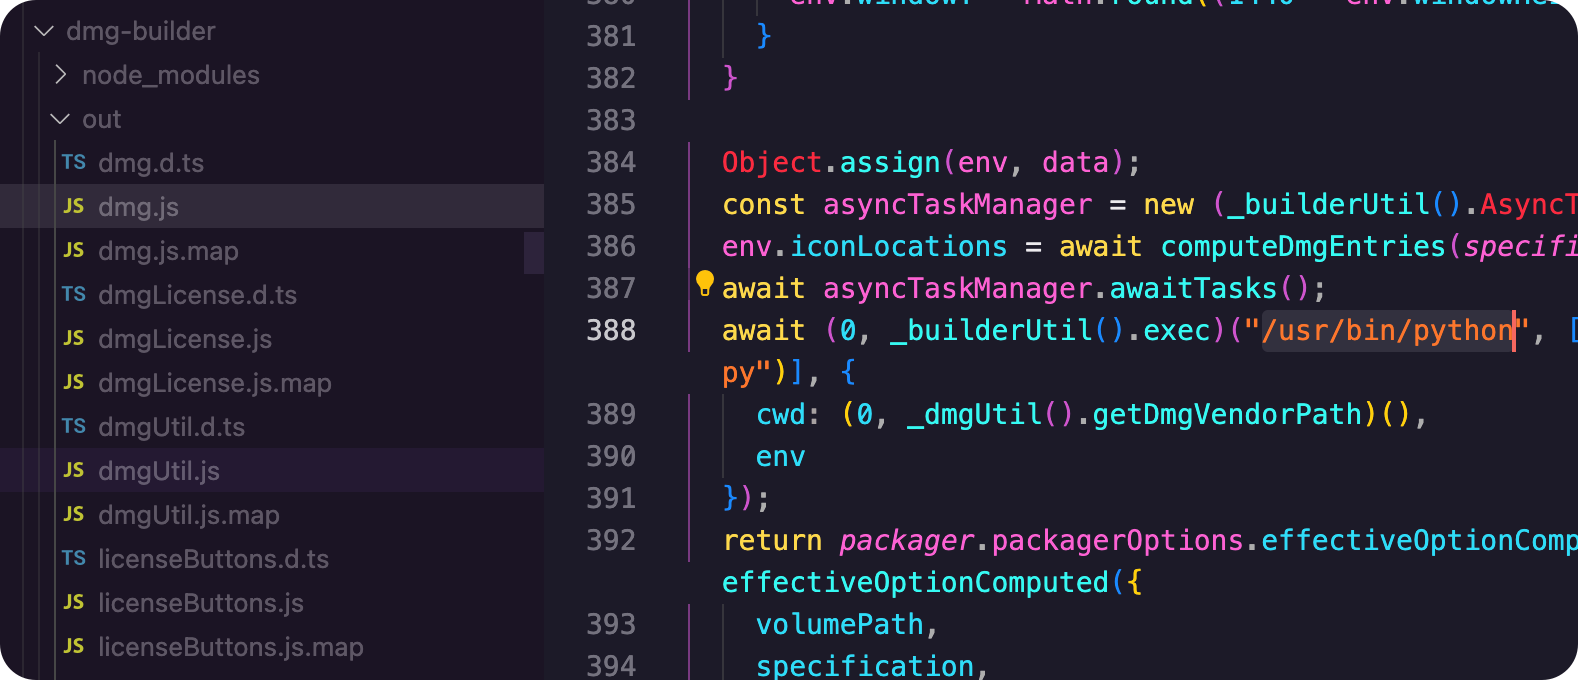 dmg-builder
node_modules
out
TS dmg.d.ts
JS dmg.js
JS dmg.js.map
TS dmgLicense.d.ts
JS dmgLicense.js
JS dmgLicense.js.map
TS dmgUtil.d.ts
JS dmgUtil.js
JS dmgUtil.js.map
TS licenseButtons.d.ts
JS licenseButtons.js
JS licenseButtons.js.map
381 }
382 }
383
384 Object.assign(env, data);
385 const asyncTaskManager = new (_builderUtil().AsyncT
386 env.iconLocations = await computeDmgEntries(specifi
387 await asyncTaskManager.awaitTasks();
388 await (0, _builderUtil().exec)("/usr/bin/python", [
py")], {
389 cwd: (0, _dmgUtil().getDmgVendorPath)(),
390 env
391 });
392 return packager.packagerOptions.effectiveOptionComp
effectiveOptionComputed({
393 volumePath,
394 specification,